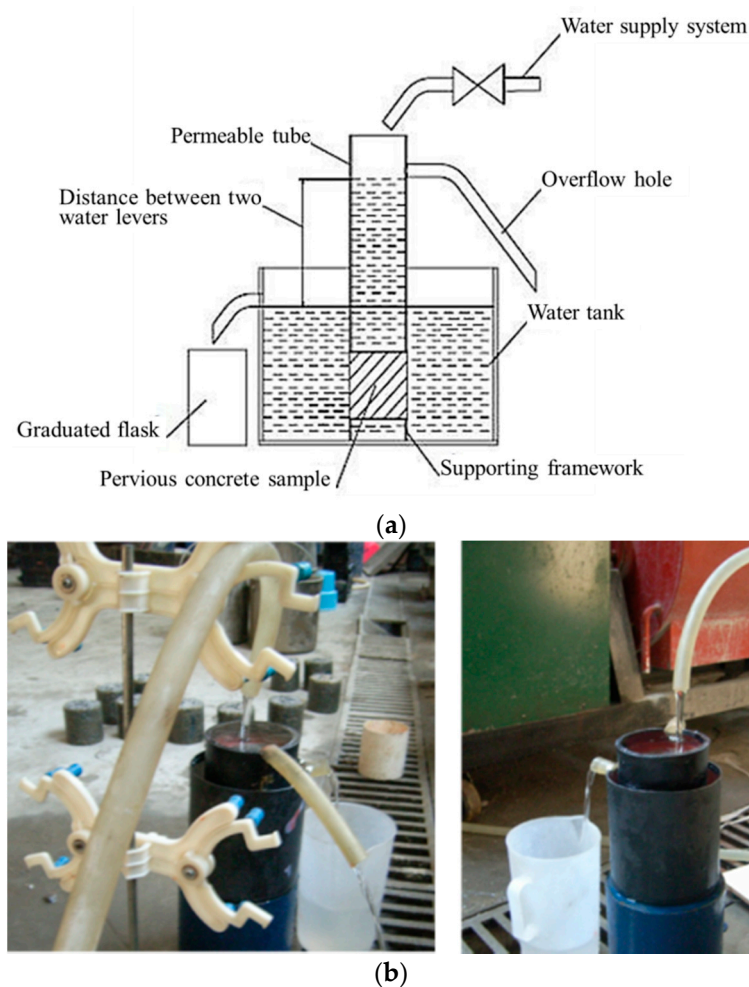 Water supply system
Permeable tube
Distance between two
water levers
Overflow hole
Water tank
Graduated flask
Pervious concrete sample
Supporting framework
(a)
(b)